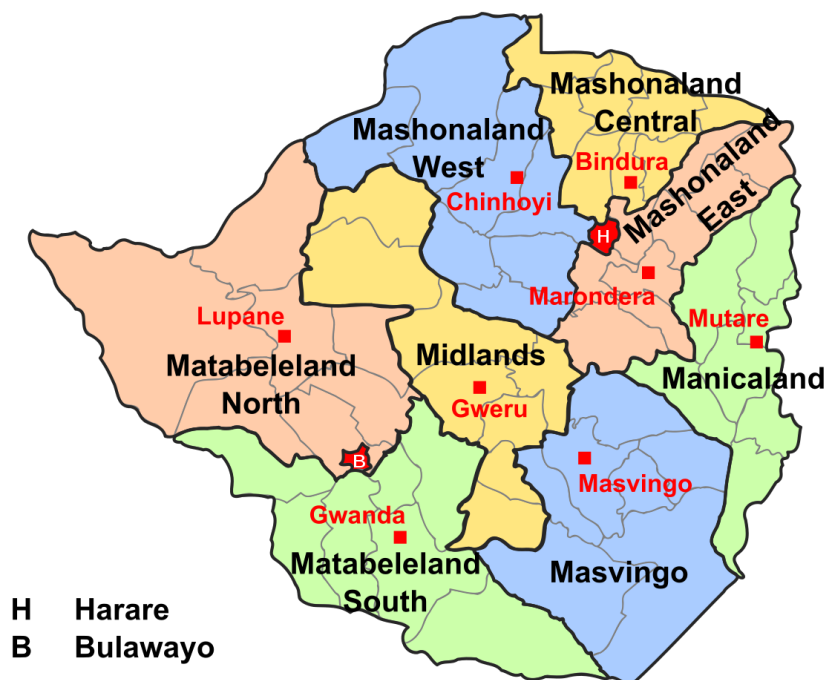 Mashonaland
Central
Mashonaland
West
Bindura
Chinhoyi
Mashonaland
East
H
Marondera
Lupane
Mutare
Matabeleland
North
Midlands
Manicaland
Gweru
B
Masvingo
Gwanda
Matabeleland
South
Masvingo
H Harare
B Bulawayo